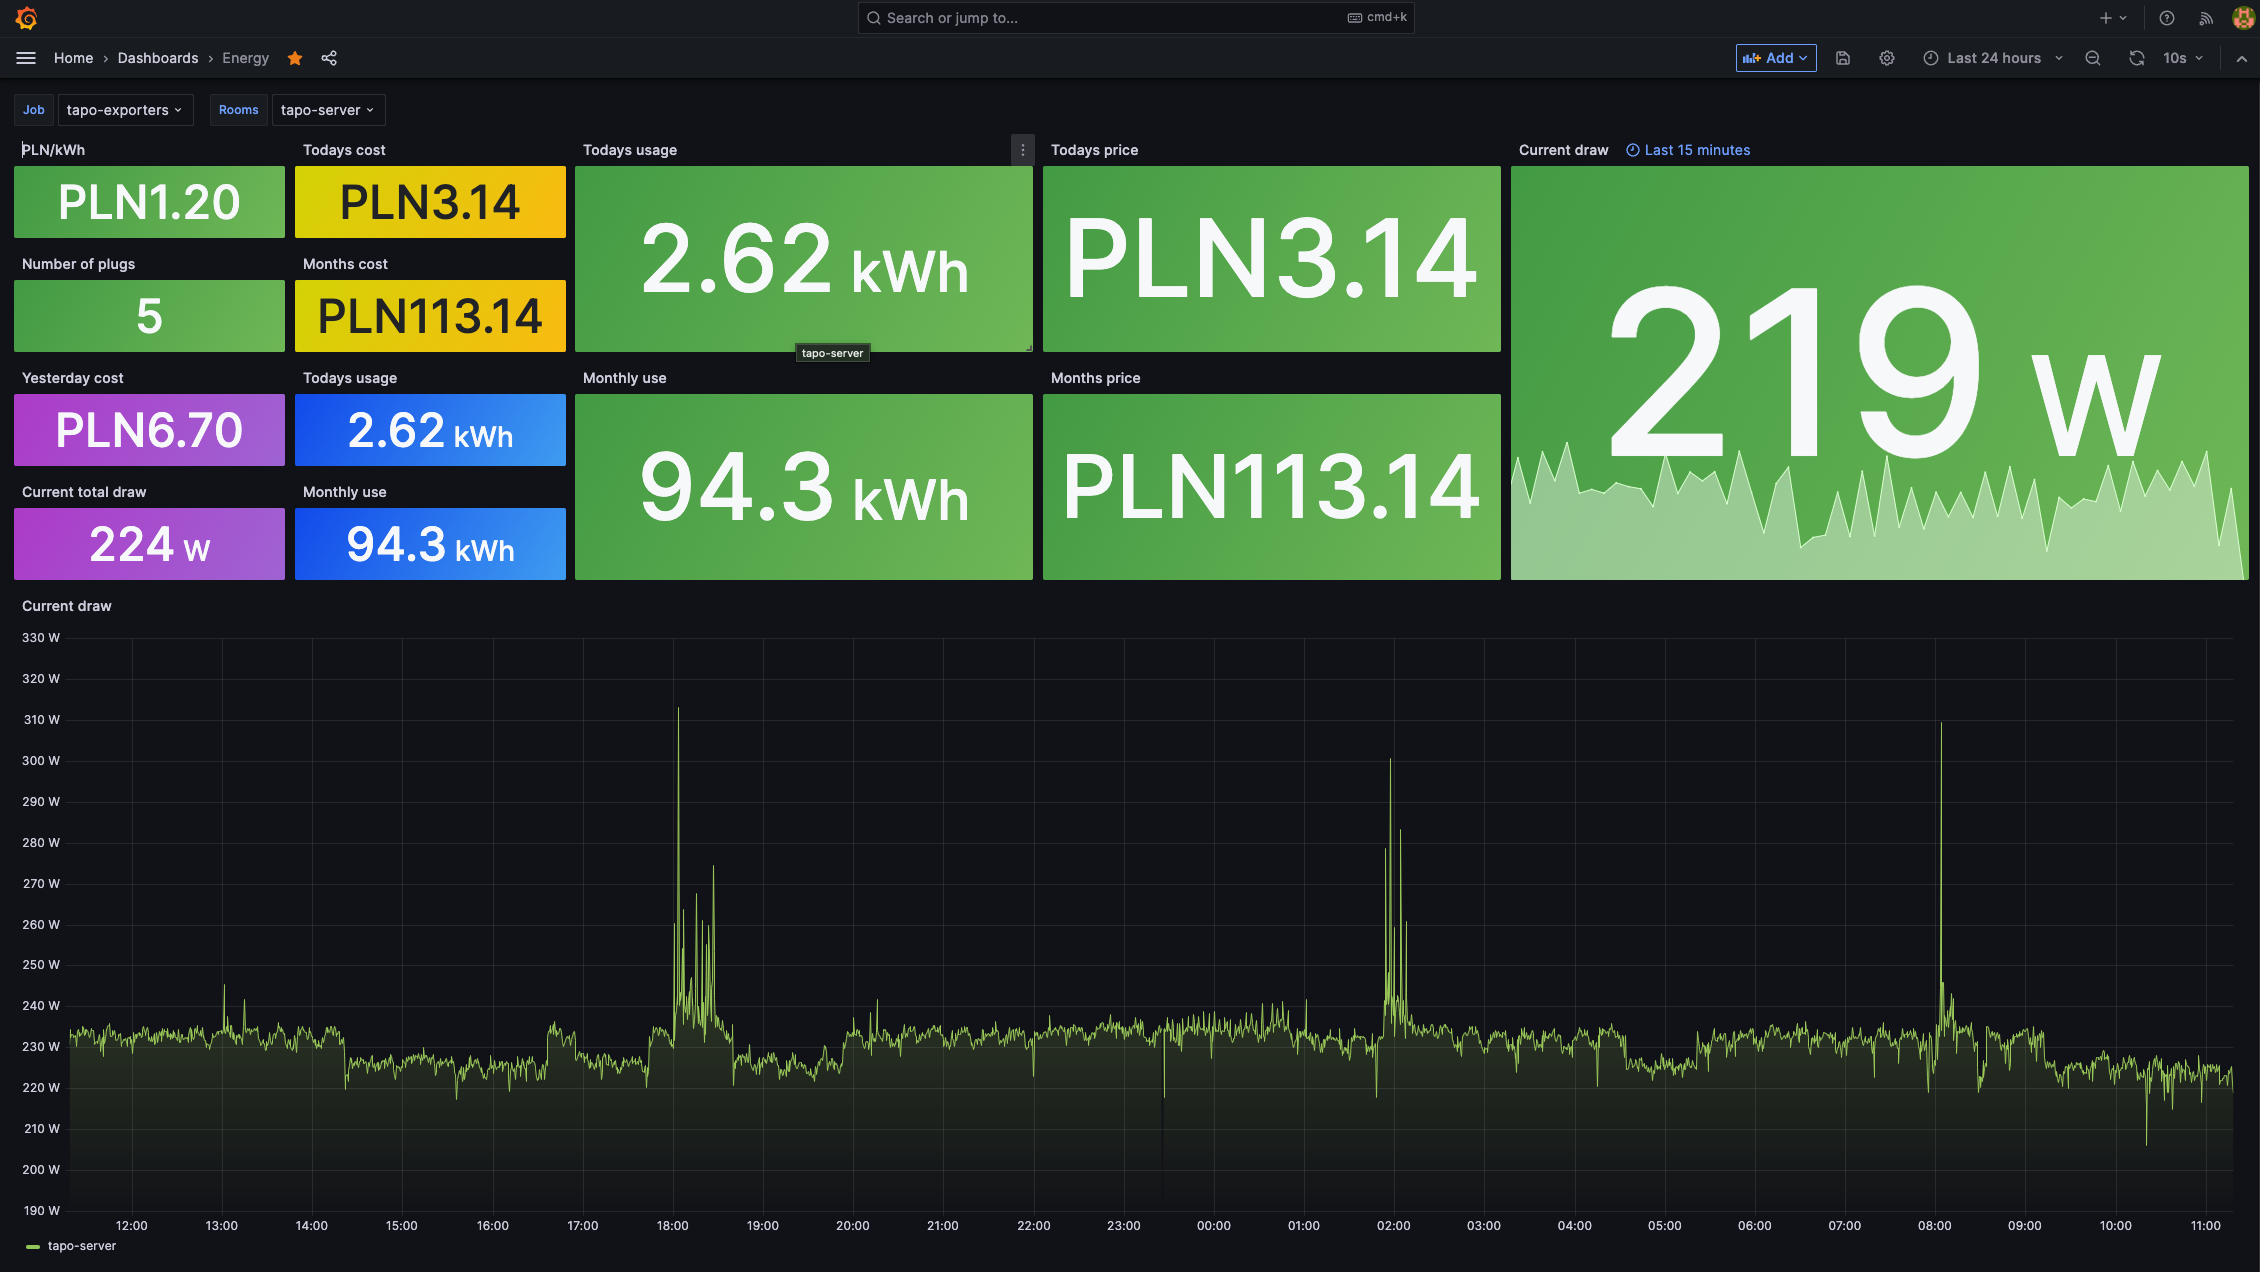 Search or jump to...
cmd+k
Home › Dashboards › Energy
Add
Last 24 hours
10s
Job
tapo-exporters
Rooms
tapo-server
PLN/kWh
PLN1.20
Todays cost
PLN3.14
Todays usage
2.62 kWh
Todays price
PLN3.14
Current draw
Last 15 minutes
219 W
Number of plugs
5
Months cost
PLN113.14
tapo-server
Yesterday cost
PLN6.70
Todays usage
2.62 kWh
Monthly use
94.3 kWh
Months price
PLN113.14
Current total draw
224 W
Monthly use
94.3 kWh
Current draw
330 W
320 W
310 W
300 W
290 W
280 W
270 W
260 W
250 W
240 W
230 W
220 W
210 W
200 W
190 W
12:00 13:00 14:00 15:00 16:00 17:00 18:00 19:00 20:00 21:00 22:00 23:00 00:00 01:00 02:00 03:00 04:00 05:00 06:00 07:00 08:00 09:00 10:00 11:00
tapo-server